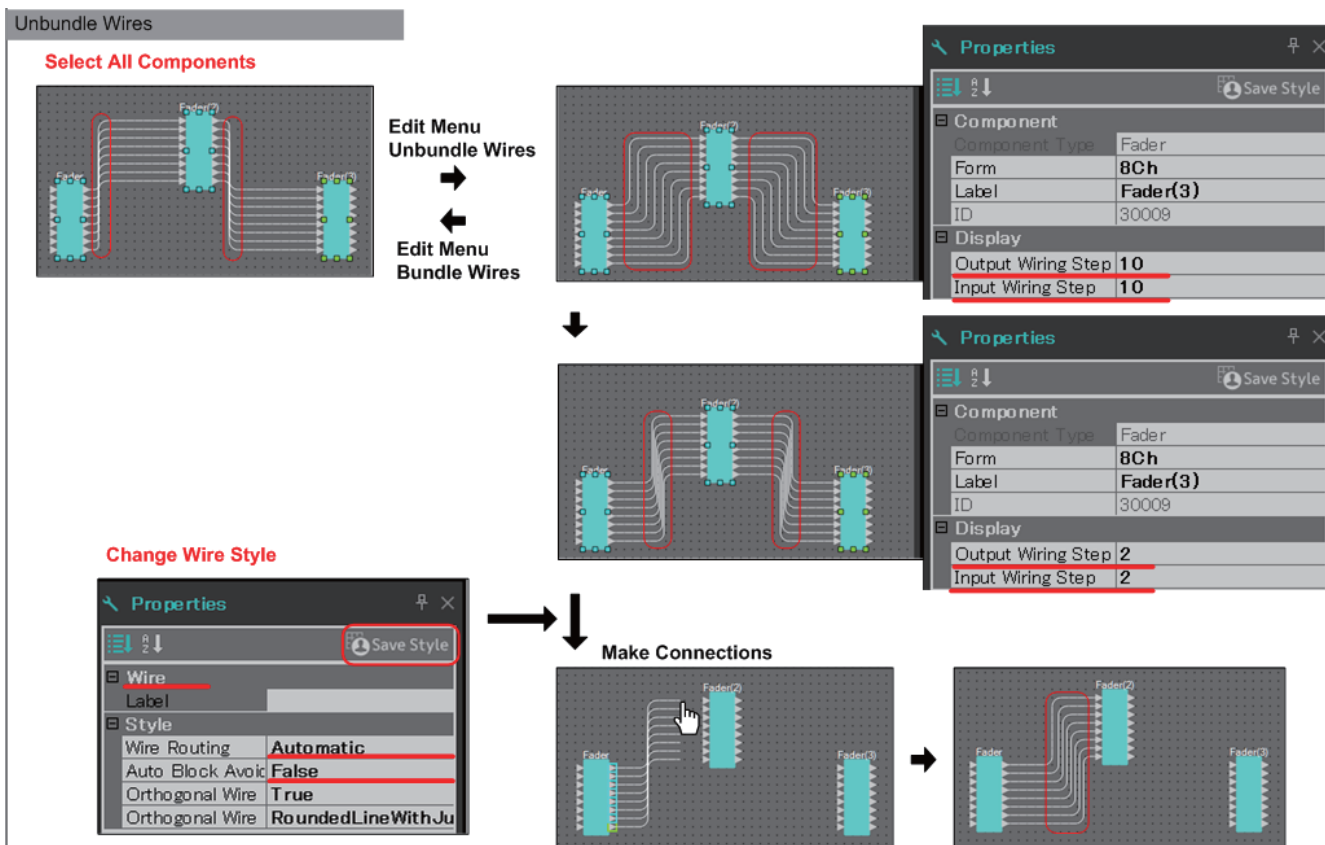 Unbundle Wires
Select All Components
Fader(2)
Fader
Fader(3)
Edit Menu
Unbundle Wires
Edit Menu
Bundle Wires
Fader(2)
Fader
Fader(3)
Properties
Save Style
Component
Component Type Fader
Form 8Ch
Label Fader(3)
ID 30009
Display
Output Wiring Step 10
Input Wiring Step 10
Fader(2)
Fader
Fader(3)
Properties
Save Style
Component
Component Type Fader
Form 8Ch
Label Fader(3)
ID 30009
Display
Output Wiring Step 2
Input Wiring Step 2
Change Wire Style
Properties
Save Style
Wire
Label
Style
Wire Routing Automatic
Auto Block Avoid False
Orthogonal Wire True
Orthogonal Wire RoundedLineWithJu
Make Connections
Fader(2)
Fader
Fader(3)
Fader(2)
Fader
Fader(3)